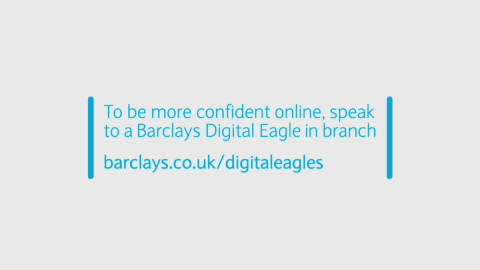 To be more confident online, speak
to a Barclays Digital Eagle in branch
barclays.co.uk/digitaleagles